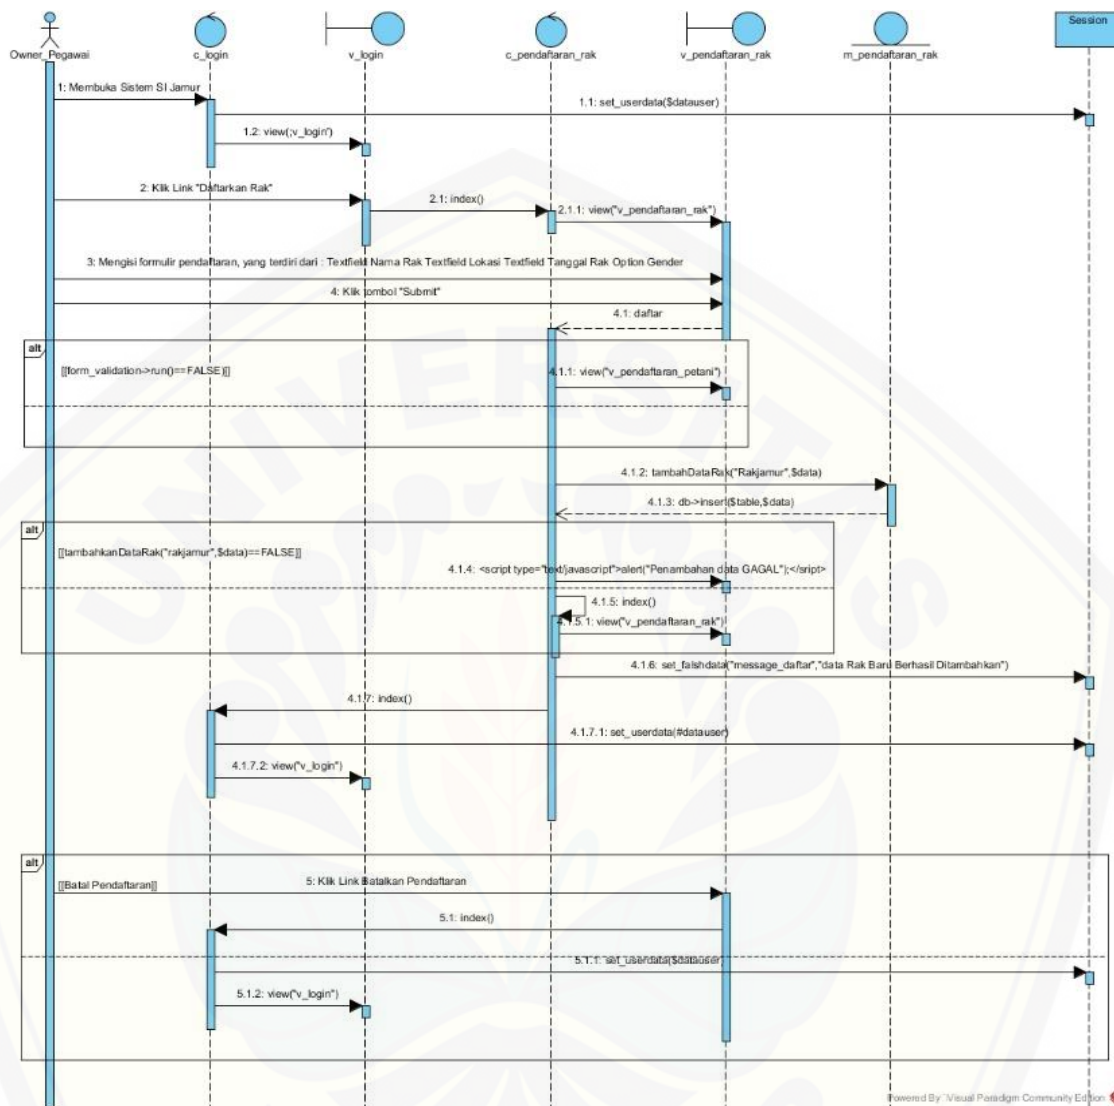 Session
Owner_Pegawai
c_login
v_login
c_pendaftaran_rak
v_pendaftaran_rak
m_pendaftaran_rak
1: Membuka Sistem SI Jamur
1.1: set_userdata($datauser)
1.2: view(;v_login")
2: Klik Link "Daftarkan Rak"
2.1: index()
2.1.1: view("v_pendaftaran_rak")
3: Mengisi formulir pendaftaran, yang terdiri dari : Textfield Nama Rak Textfield Lokasi Textfield Tanggal Rak Option Gender
4: Klik tombol "Submit"
4.1: daftar
alt
[[form_validation->run()==FALSE)]]
4.1.1: view("v_pendaftaran_petani")
4.1.2: tambahDataRak("Rakjamur",$data)
4.1.3: db->insert($table,$data)
alt
[[tambahkanDataRak("rakjamur",$data)==FALSE]]
4.1.4: <script type="text/javascript">alert("Penambahan data GAGAL");</sript>
4.1.5: index()
4.1.5.1: view("v_pendaftaran_rak")
4.1.6: set_falshdata("message_daftar","data Rak Baru Berhasil Ditambahkan")
4.1.7: index()
4.1.7.1: set_userdata(#datauser)
4.1.7.2: view("v_login")
alt
[[Batal Pendaftaran]]
5: Klik Link Batalkan Pendaftaran
5.1: index()
5.1.1: set_userdata($datauser)
5.1.2: view("v_login")
UNIVERSITAS
Powered By Visual Paradigm Community Edition